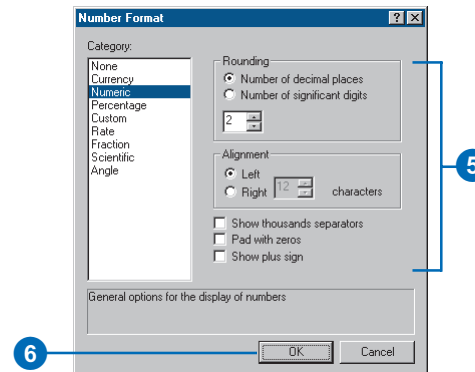 Number Format
Category:
None
Currency
Numeric
Percentage
Custom
Rate
Fraction
Scientific
Angle
Rounding
Number of decimal places
Number of significant digits
2
Alignment
Left
Right 12 characters
Show thousands separators
Pad with zeros
Show plus sign
5
General options for the display of numbers
6
OK Cancel